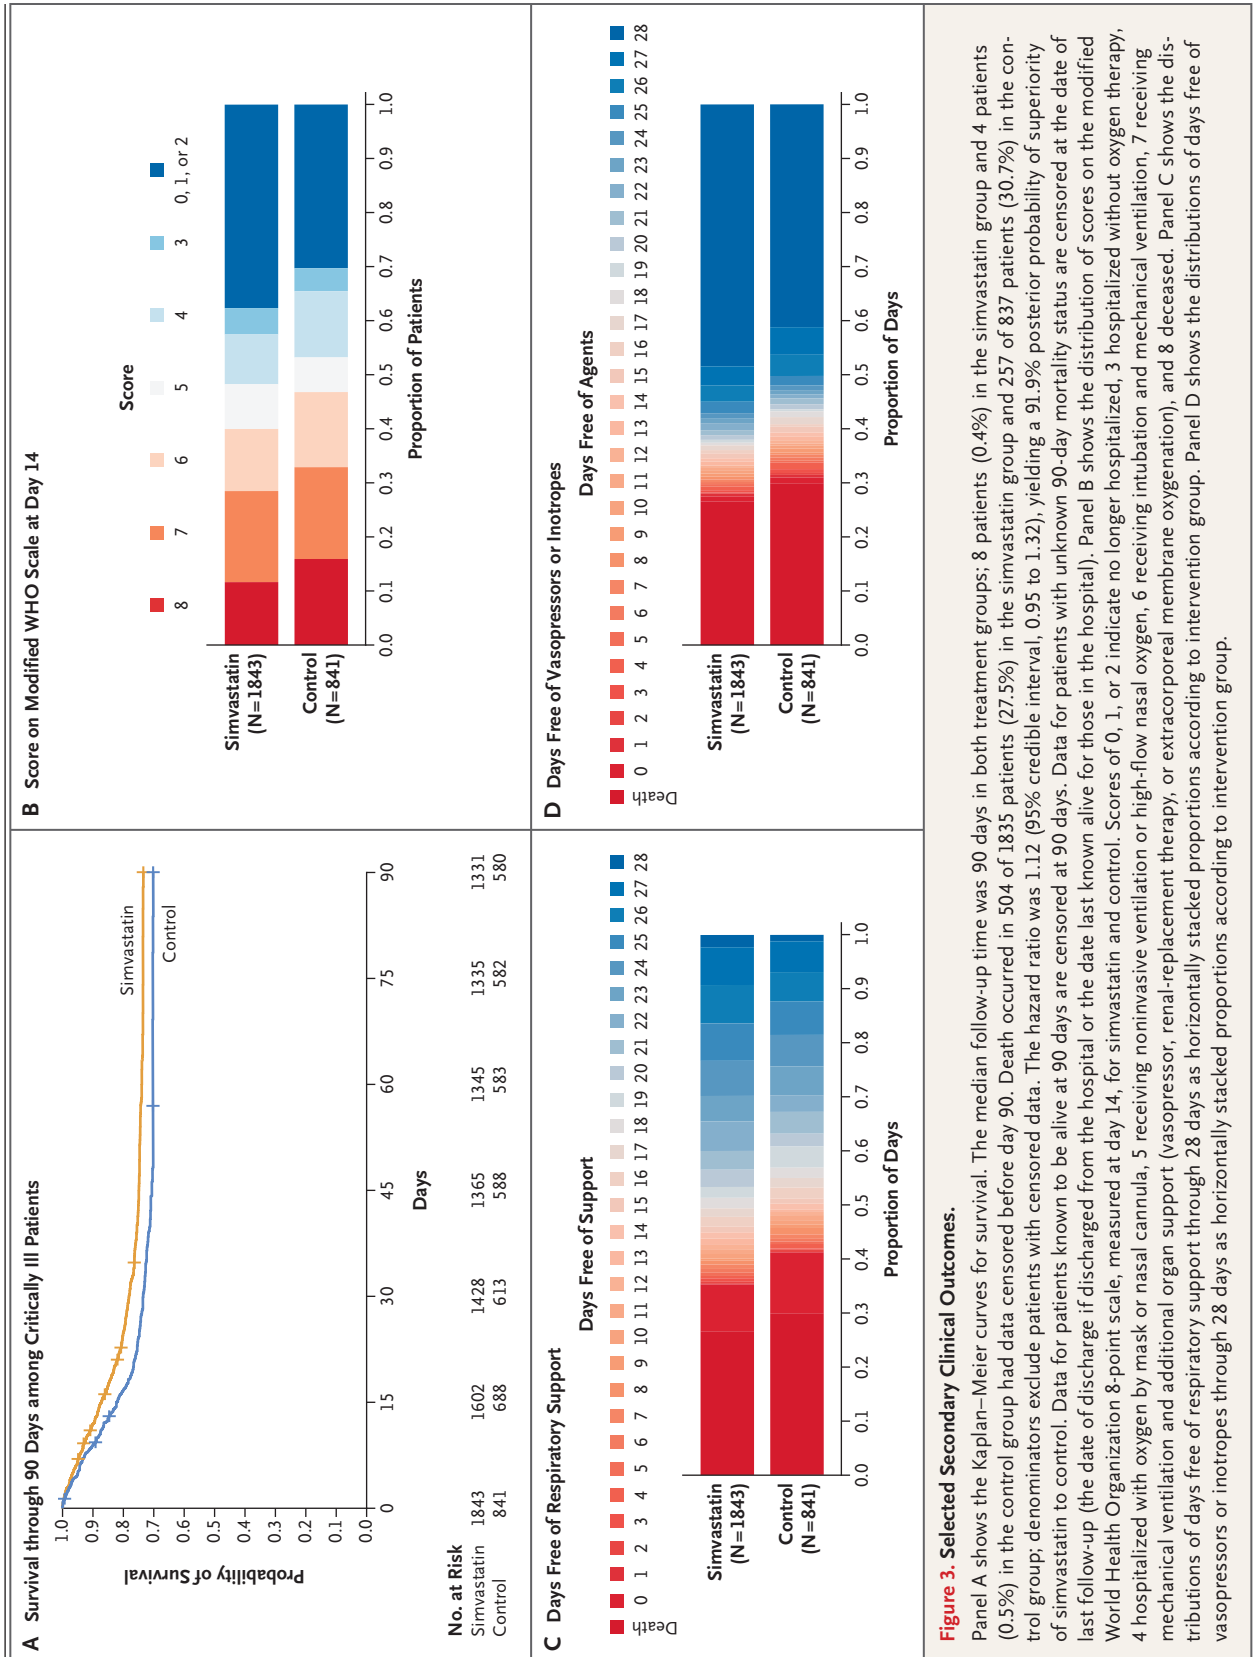 A Survival through 90 Days among Critically Ill Patients
Probability of Survival
1.0
0.9
0.8
0.7
0.6
0.5
0.4
0.3
0.2
0.1
0.0
0 15 30 45 60 75 90
Days
Simvastatin
Control
No. at Risk
Simvastatin 1843 1602 1428 1365 1345 1335 1331
Control 841 688 613 588 583 582 580
B Score on Modified WHO Scale at Day 14
Score
8 7 6 5 4 3 0, 1, or 2
Simvastatin
(N=1843)
Control
(N=841)
0.0 0.1 0.2 0.3 0.4 0.5 0.6 0.7 0.8 0.9 1.0
Proportion of Patients
C Days Free of Respiratory Support
Days Free of Support
Death 0 1 2 3 4 5 6 7 8 9 10 11 12 13 14 15 16 17 18 19 20 21 22 23 24 25 26 27 28
Simvastatin
(N=1843)
Control
(N=841)
0.0 0.1 0.2 0.3 0.4 0.5 0.6 0.7 0.8 0.9 1.0
Proportion of Days
D Days Free of Vasopressors or Inotropes
Days Free of Agents
Death 0 1 2 3 4 5 6 7 8 9 10 11 12 13 14 15 16 17 18 19 20 21 22 23 24 25 26 27 28
Simvastatin
(N=1843)
Control
(N=841)
0.0 0.1 0.2 0.3 0.4 0.5 0.6 0.7 0.8 0.9 1.0
Proportion of Days
Figure 3. Selected Secondary Clinical Outcomes.
Panel A shows the Kaplan–Meier curves for survival. The median follow-up time was 90 days in both treatment groups; 8 patients (0.4%) in the simvastatin group and 4 patients
(0.5%) in the control group had data censored before day 90. Death occurred in 504 of 1835 patients (27.5%) in the simvastatin group and 257 of 837 patients (30.7%) in the con-
trol group; denominators exclude patients with censored data. The hazard ratio was 1.12 (95% credible interval, 0.95 to 1.32), yielding a 91.9% posterior probability of superiority
of simvastatin to control. Data for patients known to be alive at 90 days are censored at 90 days. Data for patients with unknown 90-day mortality status are censored at the date of
last follow-up (the date of discharge if discharged from the hospital or the date last known alive for those in the hospital). Panel B shows the distribution of scores on the modified
World Health Organization 8-point scale, measured at day 14, for simvastatin and control. Scores of 0, 1, or 2 indicate no longer hospitalized, 3 hospitalized without oxygen therapy,
4 hospitalized with oxygen by mask or nasal cannula, 5 receiving noninvasive ventilation or high-flow nasal oxygen, 6 receiving intubation and mechanical ventilation, 7 receiving
mechanical ventilation and additional organ support (vasopressor, renal-replacement therapy, or extracorporeal membrane oxygenation), and 8 deceased. Panel C shows the dis-
tributions of days free of respiratory support through 28 days as horizontally stacked proportions according to intervention group. Panel D shows the distributions of days free of
vasopressors or inotropes through 28 days as horizontally stacked proportions according to intervention group.